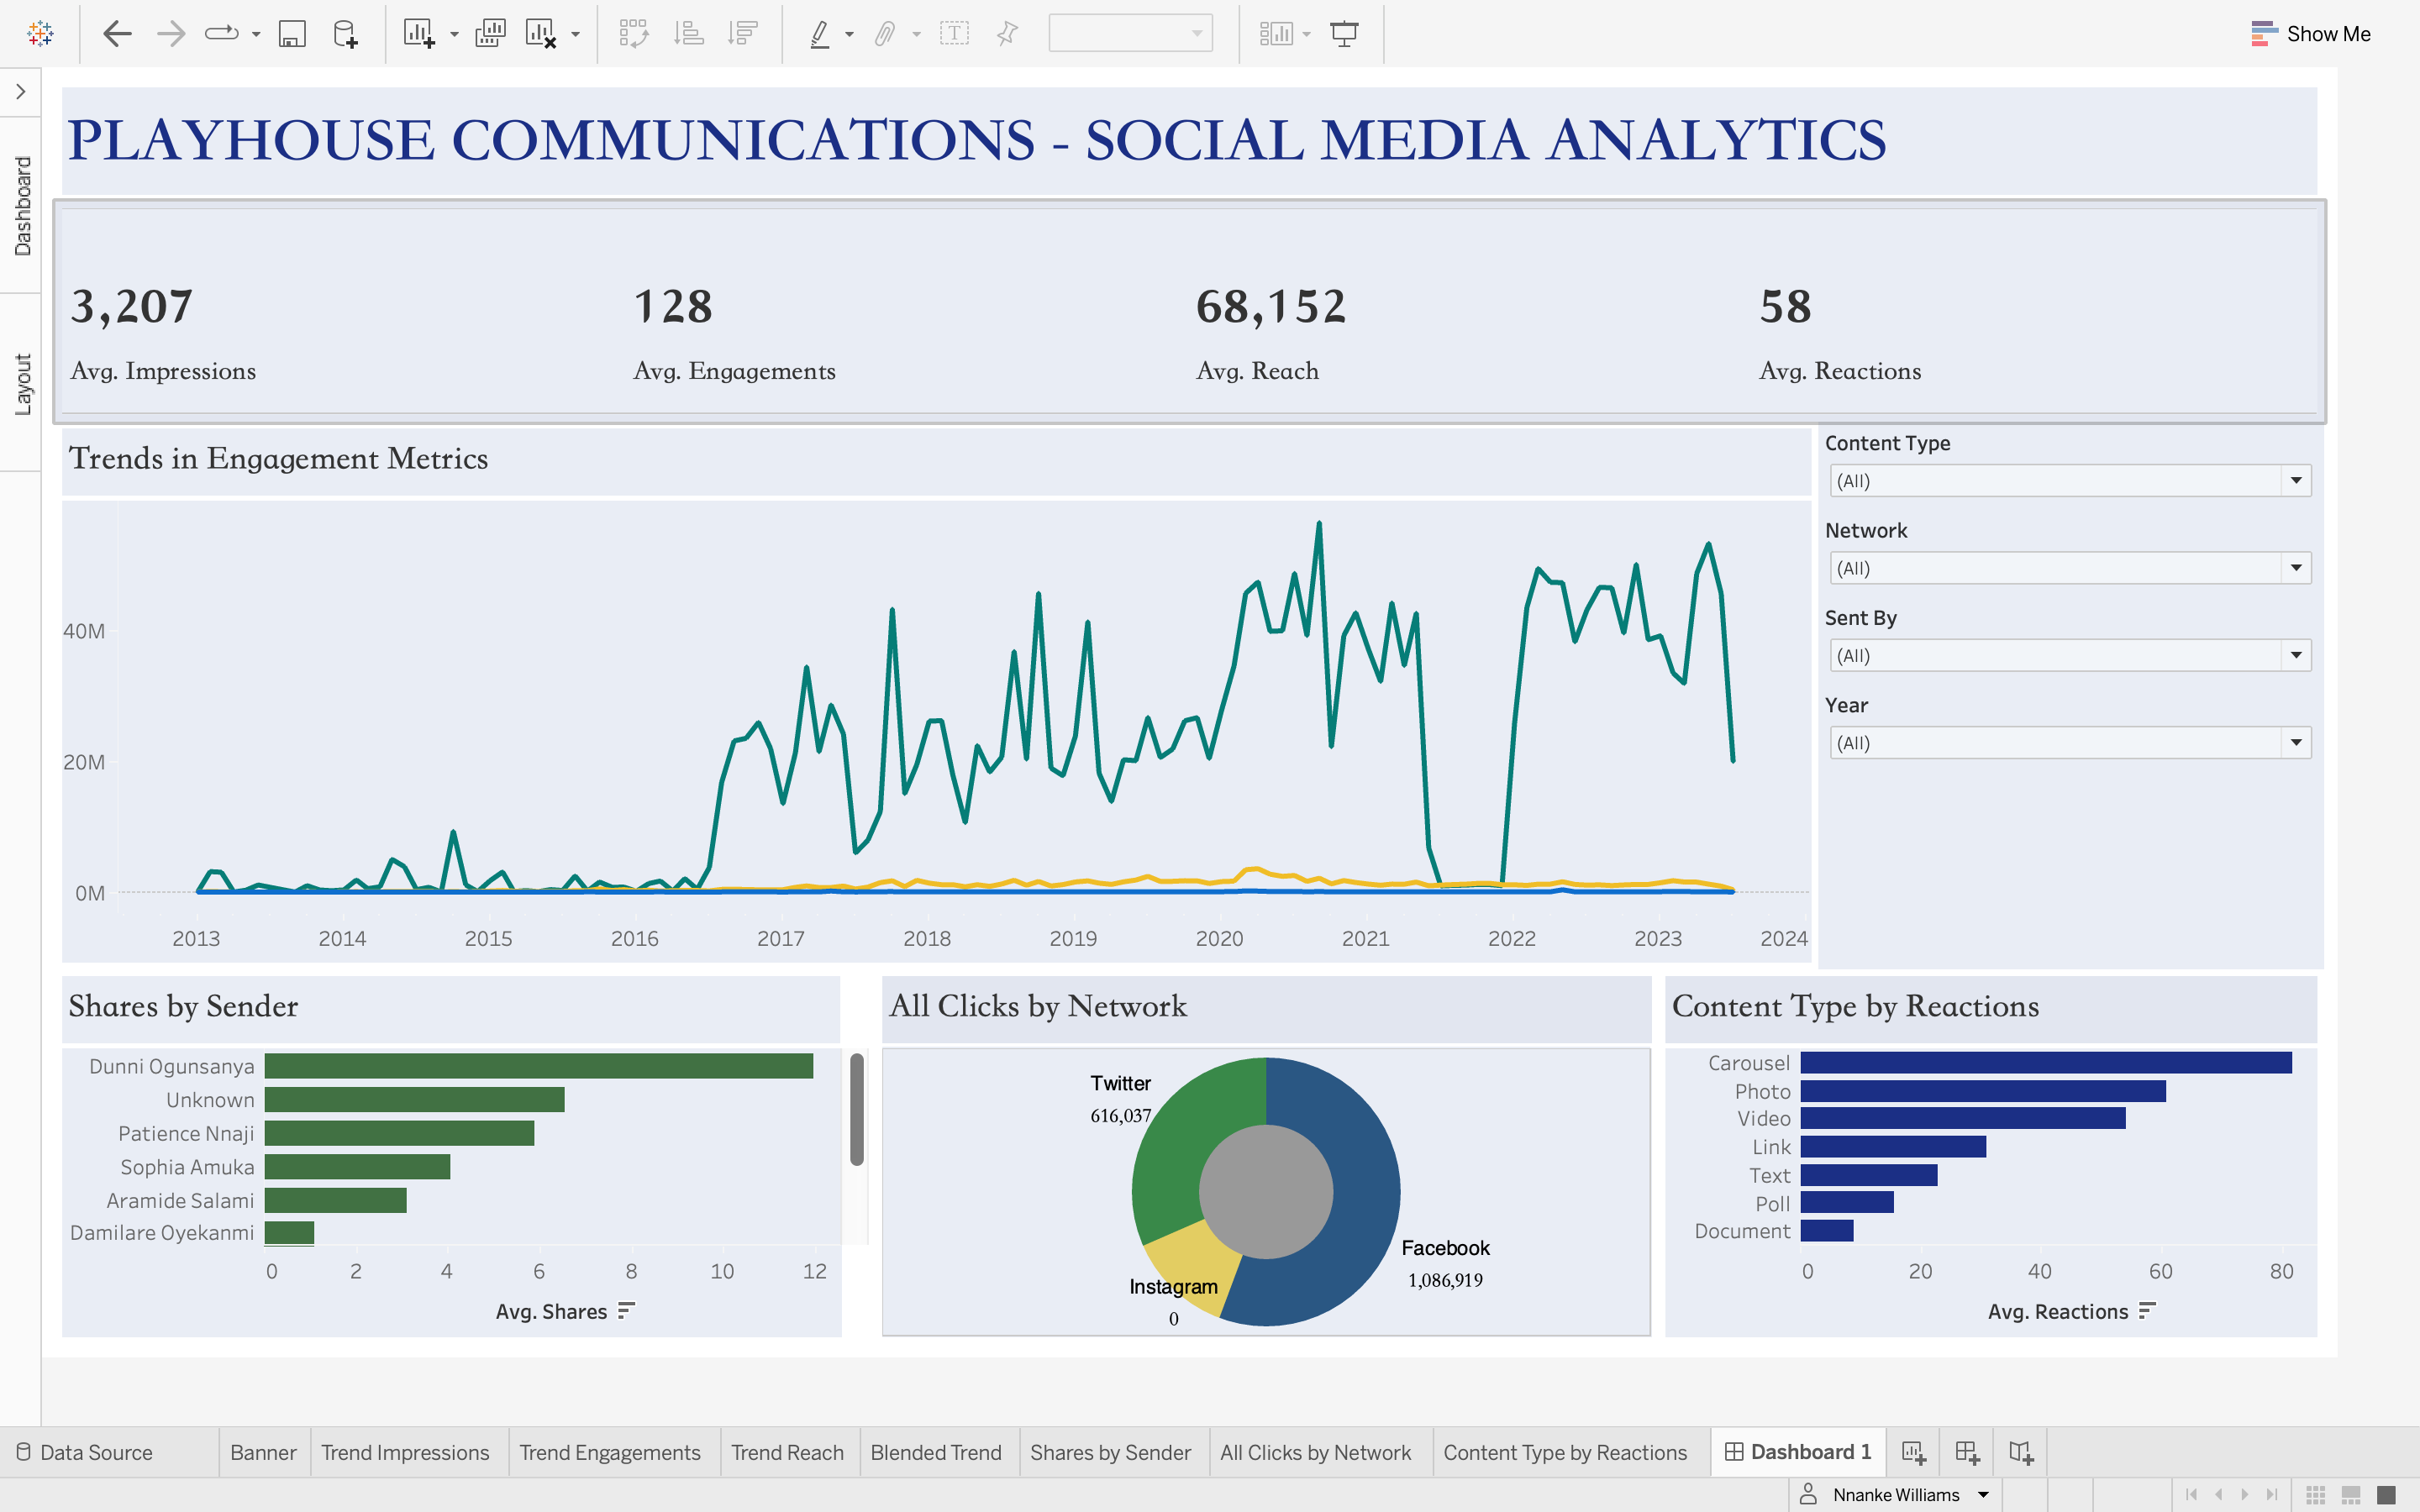 Show Me
Dashboard
Layout
PLAYHOUSE COMMUNICATIONS - SOCIAL MEDIA ANALYTICS
3,207 128 68,152 58
Avg. Impressions Avg. Engagements Avg. Reach Avg. Reactions
Trends in Engagement Metrics
40M
20M
0M
2013 2014 2015 2016 2017 2018 2019 2020 2021 2022 2023 2024
Content Type
(All)
Network
(All)
Sent By
(All)
Year
(All)
Shares by Sender
Dunni Ogunsanya
Unknown
Patience Nnaji
Sophia Amuka
Aramide Salami
Damilare Oyekanmi
0 2 4 6 8 10 12
Avg. Shares
All Clicks by Network
Twitter
616,037
Facebook
1,086,919
Instagram
0
Content Type by Reactions
Carousel
Photo
Video
Link
Text
Poll
Document
0 20 40 60 80
Avg. Reactions
Data Source Banner Trend Impressions Trend Engagements Trend Reach Blended Trend Shares by Sender All Clicks by Network Content Type by Reactions Dashboard 1
Nnanke Williams